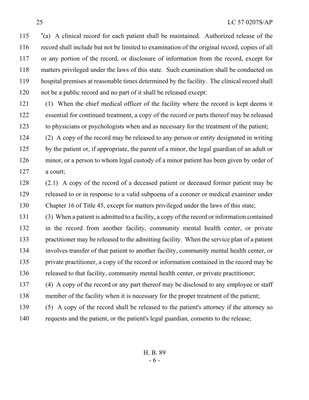 25 LC 57 0207S/AP
115 "(a) A clinical record for each patient shall be maintained. Authorized release of the
116 record shall include but not be limited to examination of the original record, copies of all
117 or any portion of the record, or disclosure of information from the record, except for
118 matters privileged under the laws of this state. Such examination shall be conducted on
119 hospital premises at reasonable times determined by the facility. The clinical record shall
120 not be a public record and no part of it shall be released except:
121 (1) When the chief medical officer of the facility where the record is kept deems it
122 essential for continued treatment, a copy of the record or parts thereof may be released
123 to physicians or psychologists when and as necessary for the treatment of the patient;
124 (2) A copy of the record may be released to any person or entity designated in writing
125 by the patient or, if appropriate, the parent of a minor, the legal guardian of an adult or
126 minor, or a person to whom legal custody of a minor patient has been given by order of
127 a court;
128 (2.1) A copy of the record of a deceased patient or deceased former patient may be
129 released to or in response to a valid subpoena of a coroner or medical examiner under
130 Chapter 16 of Title 45, except for matters privileged under the laws of this state;
131 (3) When a patient is admitted to a facility, a copy of the record or information contained
132 in the record from another facility, community mental health center, or private
133 practitioner may be released to the admitting facility. When the service plan of a patient
134 involves transfer of that patient to another facility, community mental health center, or
135 private practitioner, a copy of the record or information contained in the record may be
136 released to that facility, community mental health center, or private practitioner;
137 (4) A copy of the record or any part thereof may be disclosed to any employee or staff
138 member of the facility when it is necessary for the proper treatment of the patient;
139 (5) A copy of the record shall be released to the patient's attorney if the attorney so
140 requests and the patient, or the patient's legal guardian, consents to the release;
H. B. 89
- 6 -